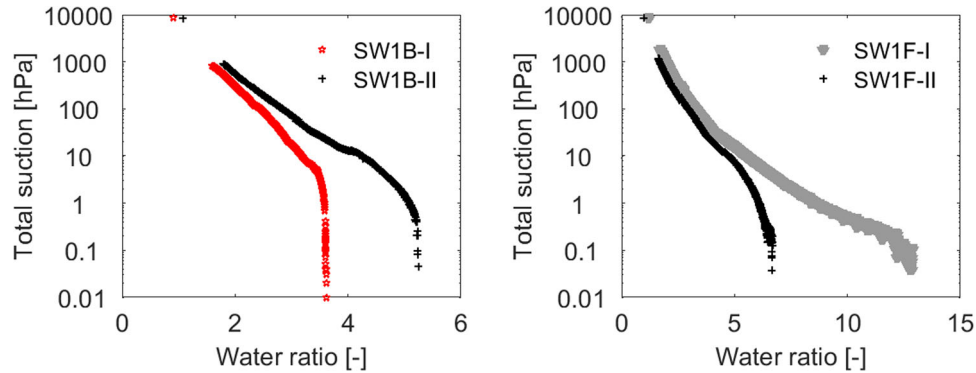 Total suction [hPa]
10000
1000
100
10
1
0.1
0.01
SW1B-I
SW1B-II
0 2 4 6
Water ratio [-]
Total suction [hPa]
10000
1000
100
10
1
0.1
0.01
SW1F-I
SW1F-II
0 5 10 15
Water ratio [-]